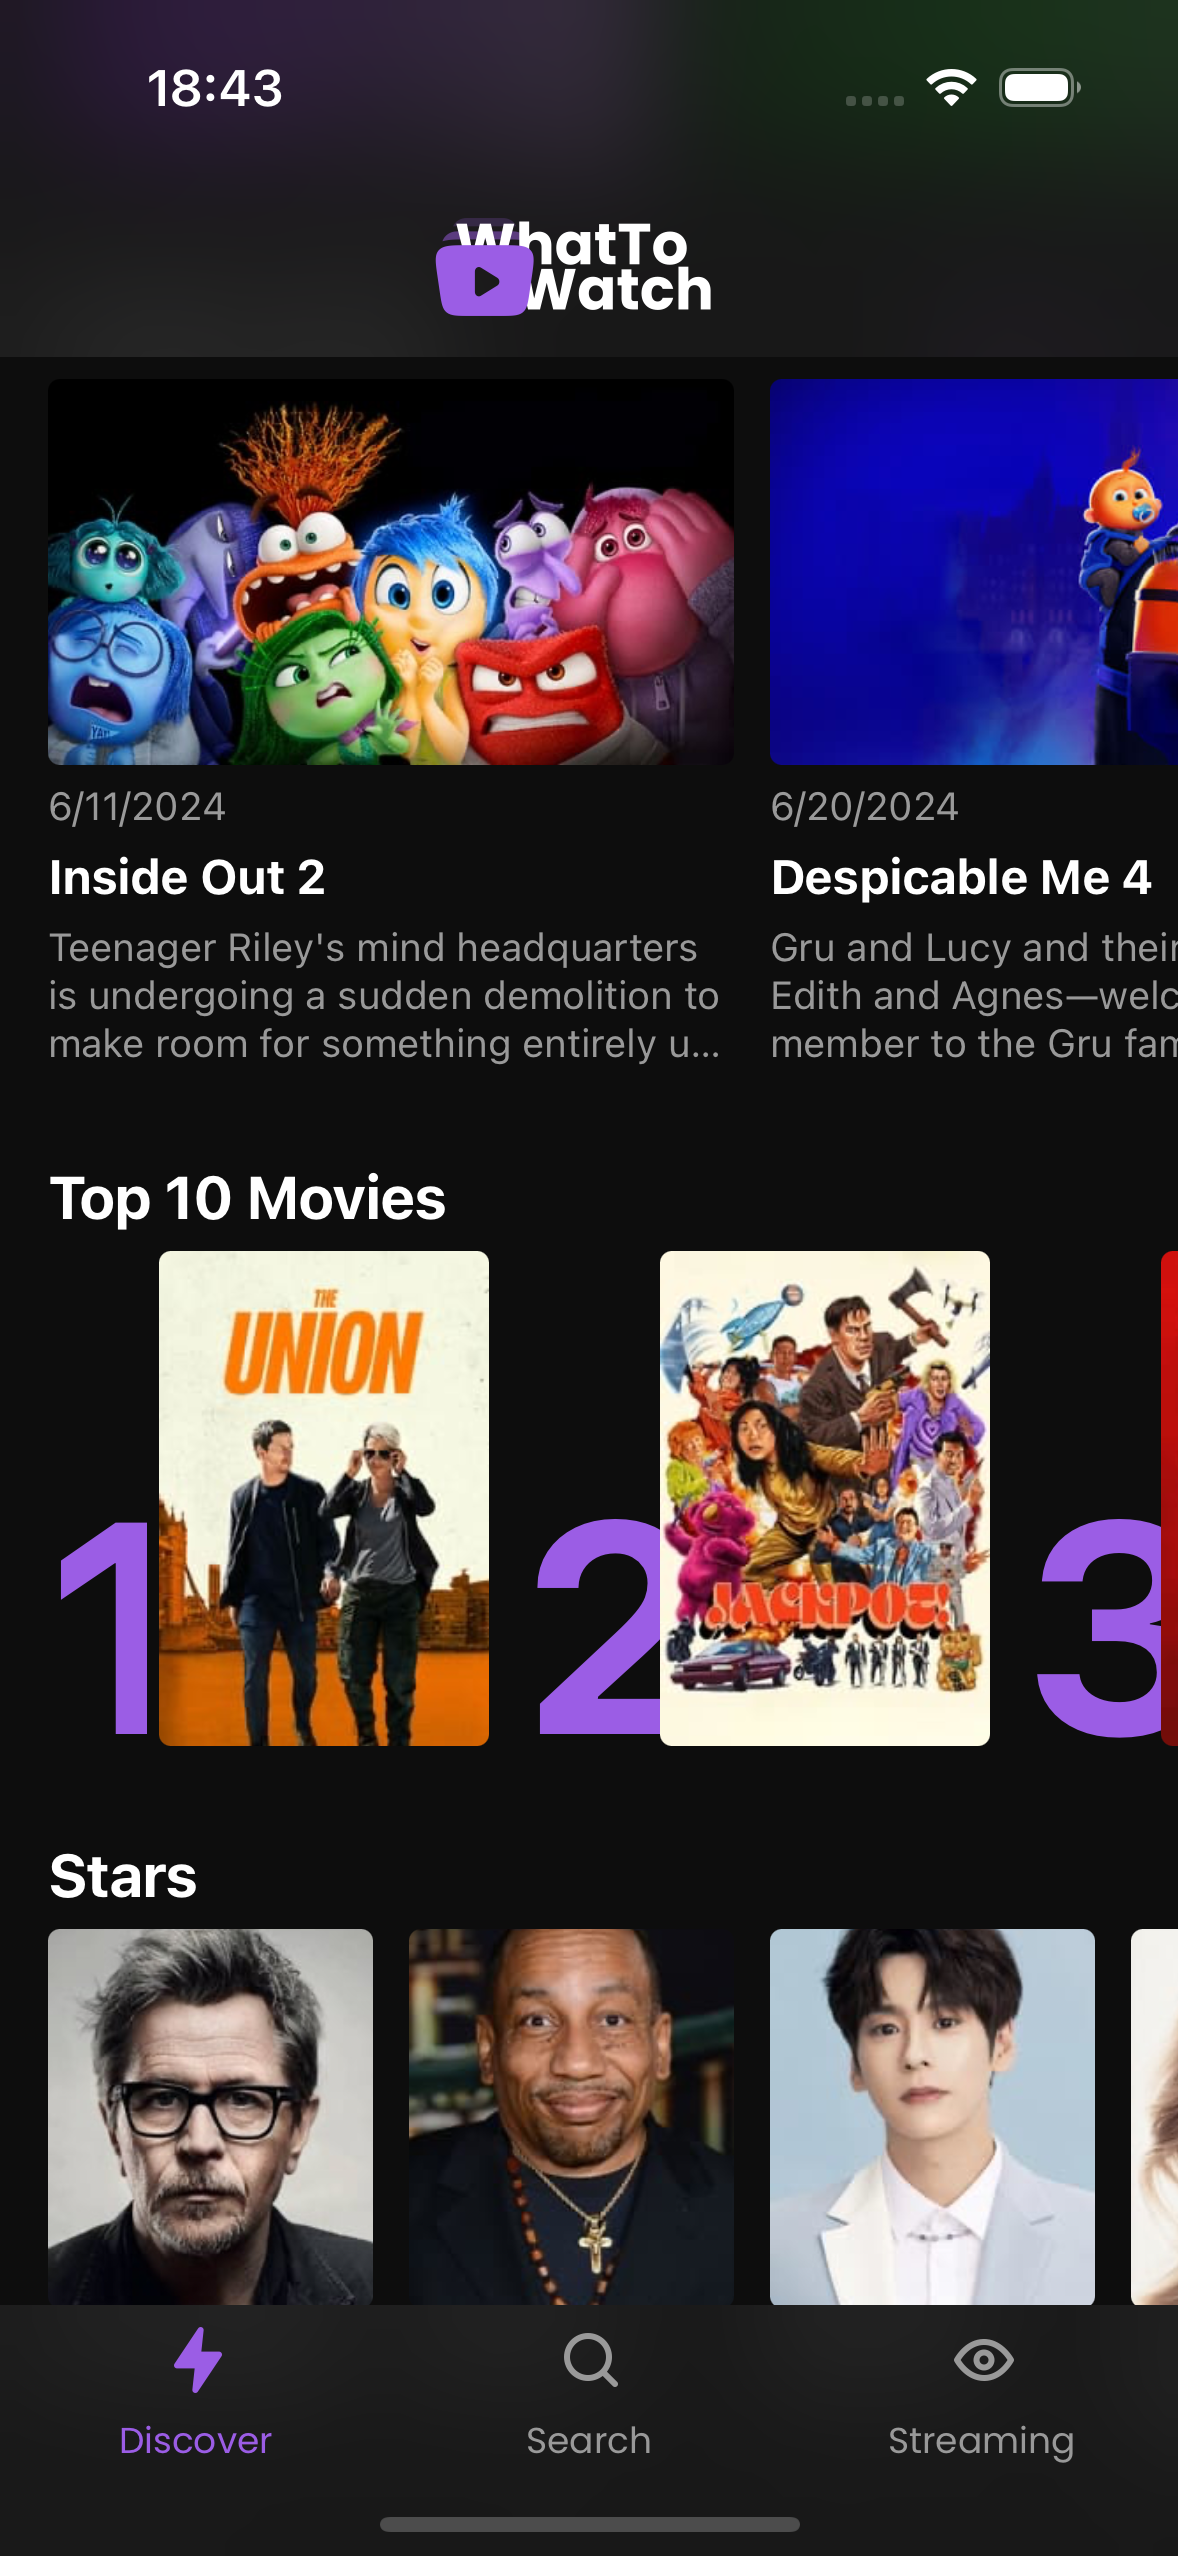 18:43
WhatTo
Watch
6/11/2024
Inside Out 2
Teenager Riley's mind headquarters
is undergoing a sudden demolition to
make room for something entirely u...
6/20/2024
Despicable Me 4
Gru and Lucy and their
Edith and Agnes—welc
member to the Gru fam
Top 10 Movies
1
THE
UNION
2
JACKPOT!
3
Stars
Discover
Search
Streaming